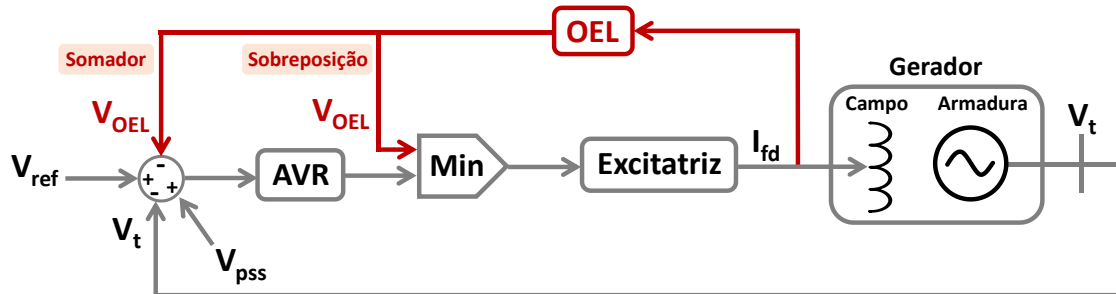 OEL
Somador
Sobreposição
Gerador
V_OEL
V_OEL
Campo
Armadura
V_t
V_ref
-
+
+
-
AVR
Min
Excitatriz
I_fd
V_t
V_pss